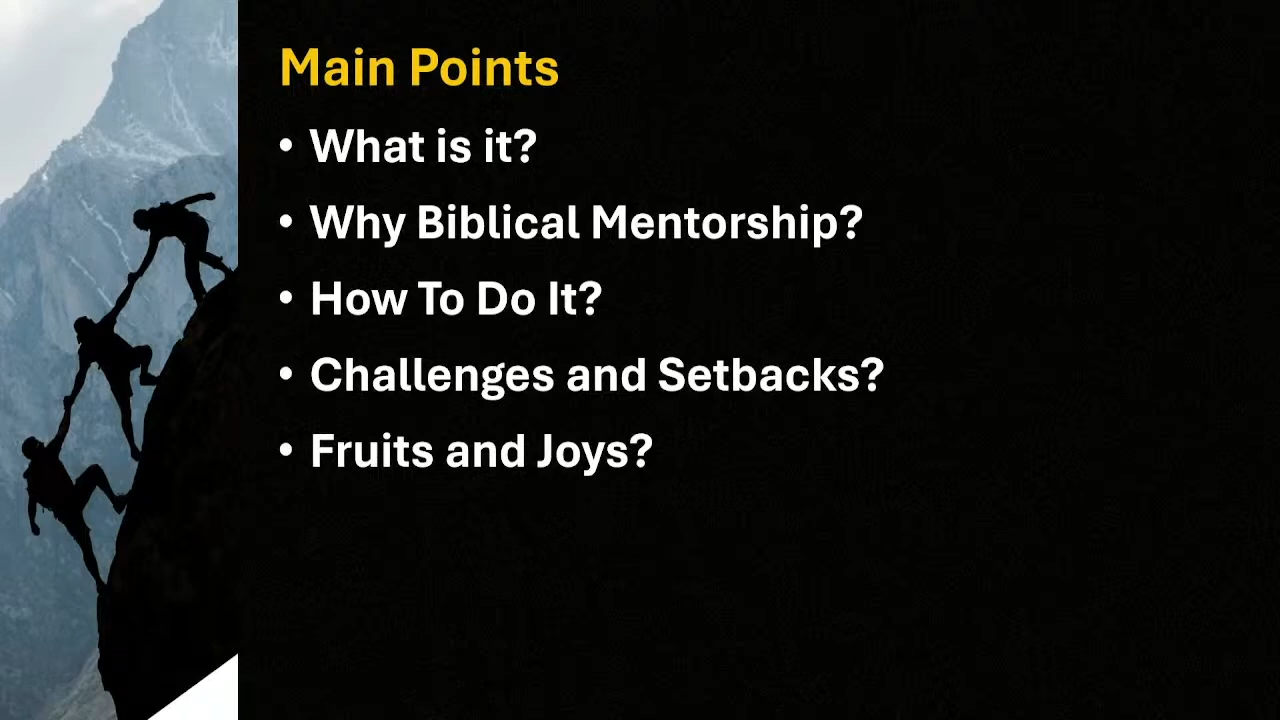 Main Points
• What is it?
• Why Biblical Mentorship?
• How To Do It?
• Challenges and Setbacks?
• Fruits and Joys?